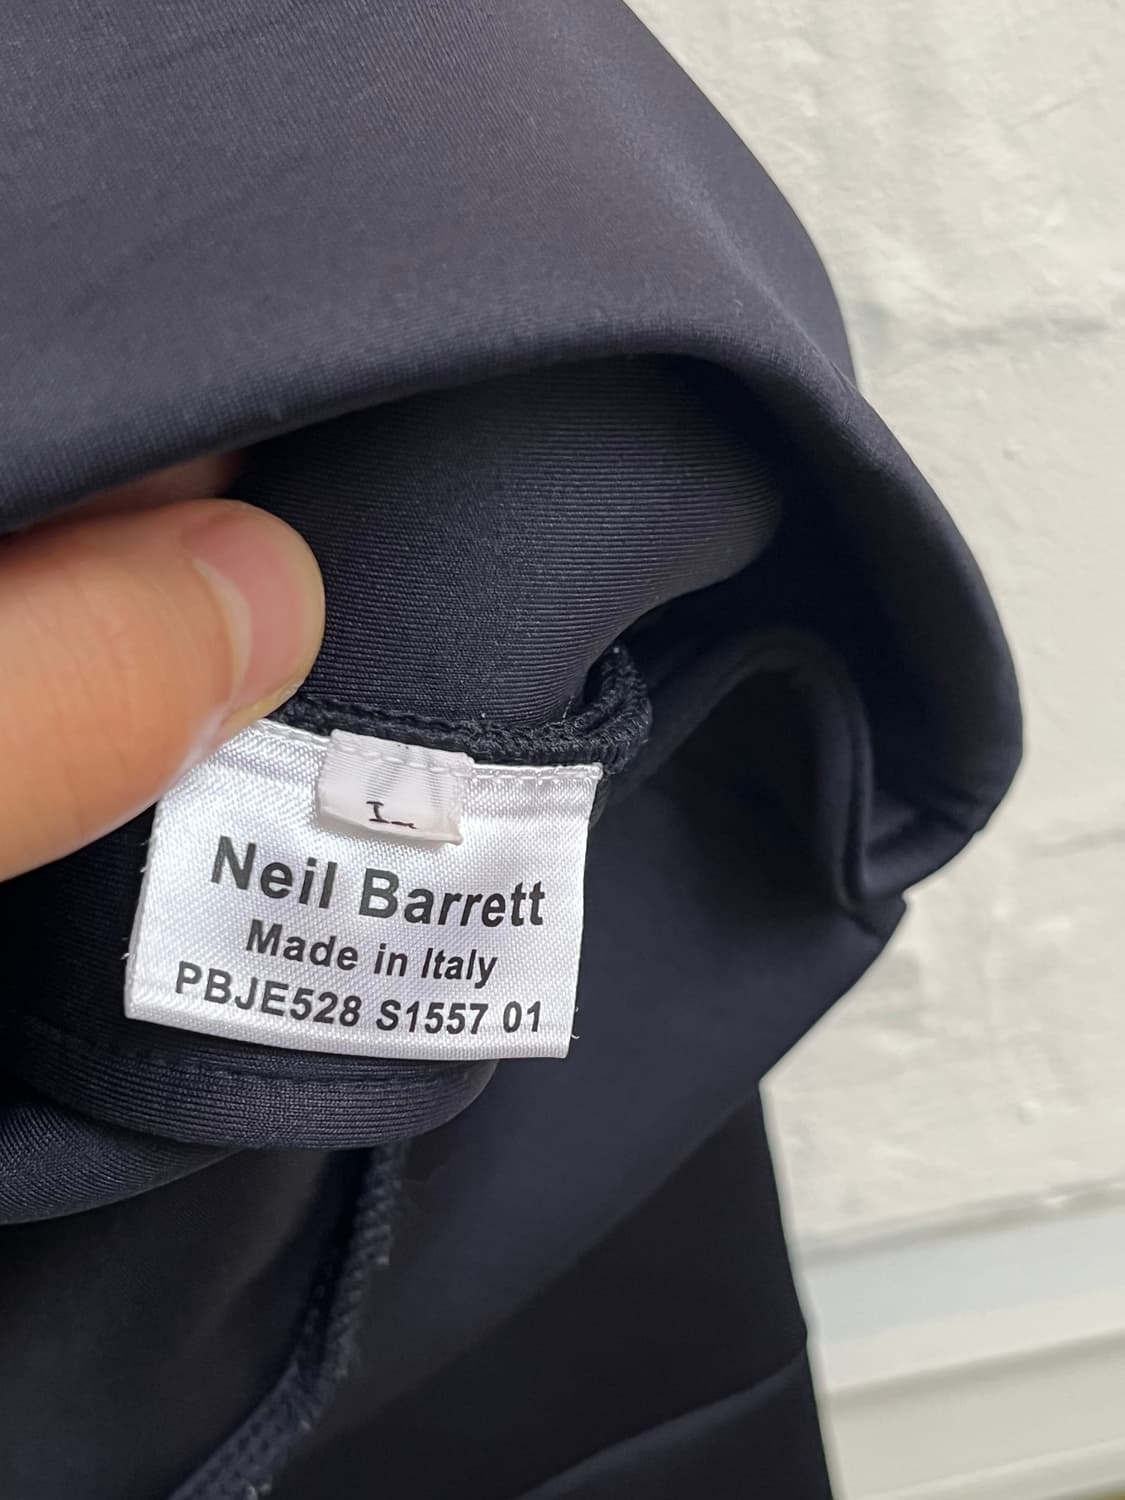 L
Neil Barrett
Made in Italy
PBJE528 S1557 01